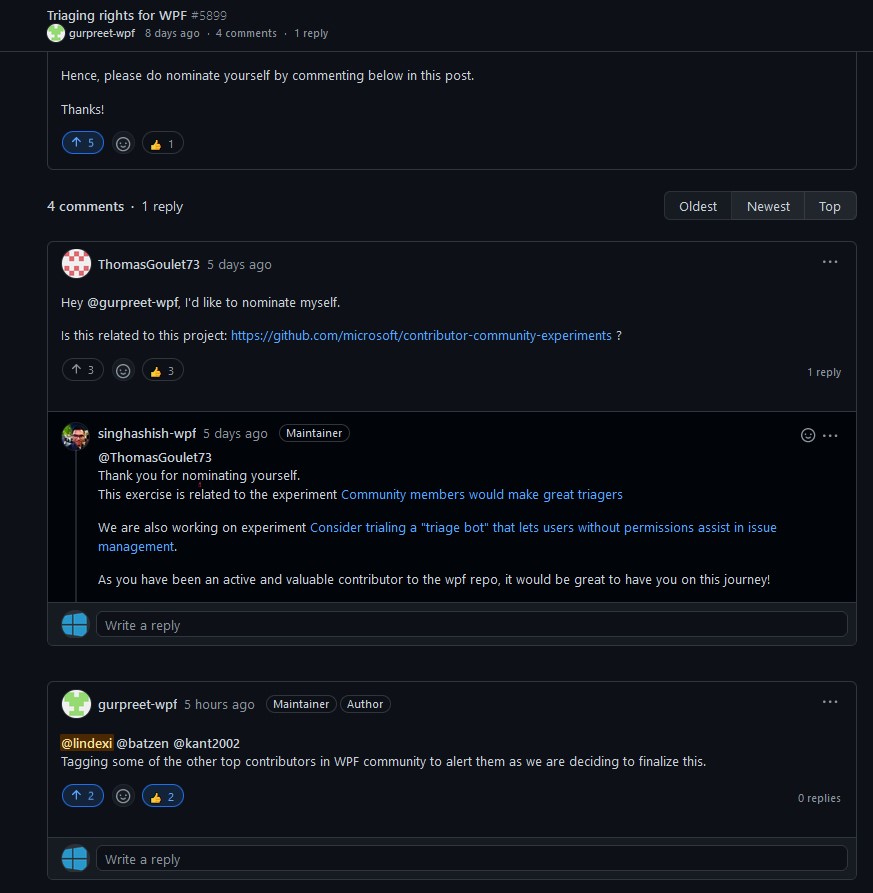 Triaging rights for WPF #5899
gurpreet-wpf 8 days ago · 4 comments · 1 reply
Hence, please do nominate yourself by commenting below in this post.
Thanks!
↑ 5 👍 1
4 comments · 1 reply
Oldest Newest Top
ThomasGoulet73 5 days ago
Hey @gurpreet-wpf, I'd like to nominate myself.
Is this related to this project: https://github.com/microsoft/contributor-community-experiments ?
↑ 3 👍 3
1 reply
singhashish-wpf 5 days ago Maintainer
@ThomasGoulet73
Thank you for nominating yourself.
This exercise is related to the experiment Community members would make great triagers
We are also working on experiment Consider trialing a "triage bot" that lets users without permissions assist in issue
management.
As you have been an active and valuable contributor to the wpf repo, it would be great to have you on this journey!
Write a reply
gurpreet-wpf 5 hours ago Maintainer Author
@lindexi @batzen @kant2002
Tagging some of the other top contributors in WPF community to alert them as we are deciding to finalize this.
↑ 2 👍 2
0 replies
Write a reply